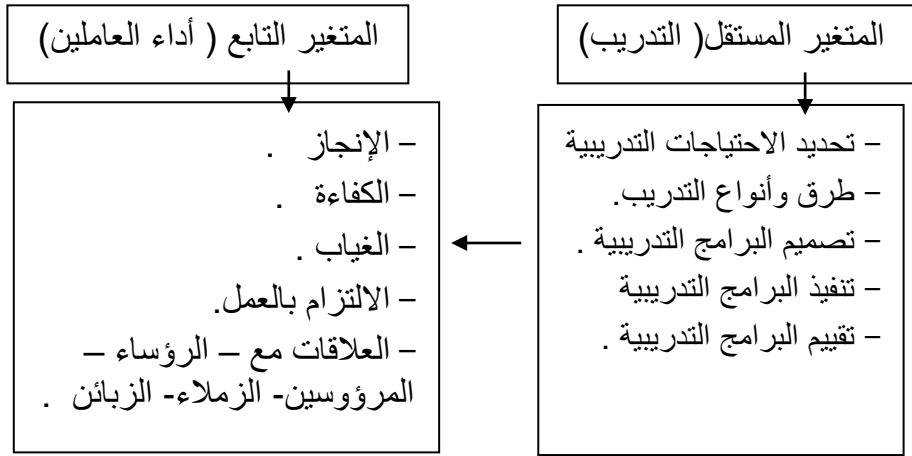 المتغير المستقل( التدريب)
– تحديد الاحتياجات التدريبية
– طرق وأنواع التدريب.
– تصميم البرامج التدريبية .
– تنفيذ البرامج التدريبية
– تقييم البرامج التدريبية .
المتغير التابع ( أداء العاملين)
– الإنجاز .
– الكفاءة .
– الغياب .
– الالتزام بالعمل.
– العلاقات مع – الرؤساء –
المرؤوسين- الزملاء- الزبائن .